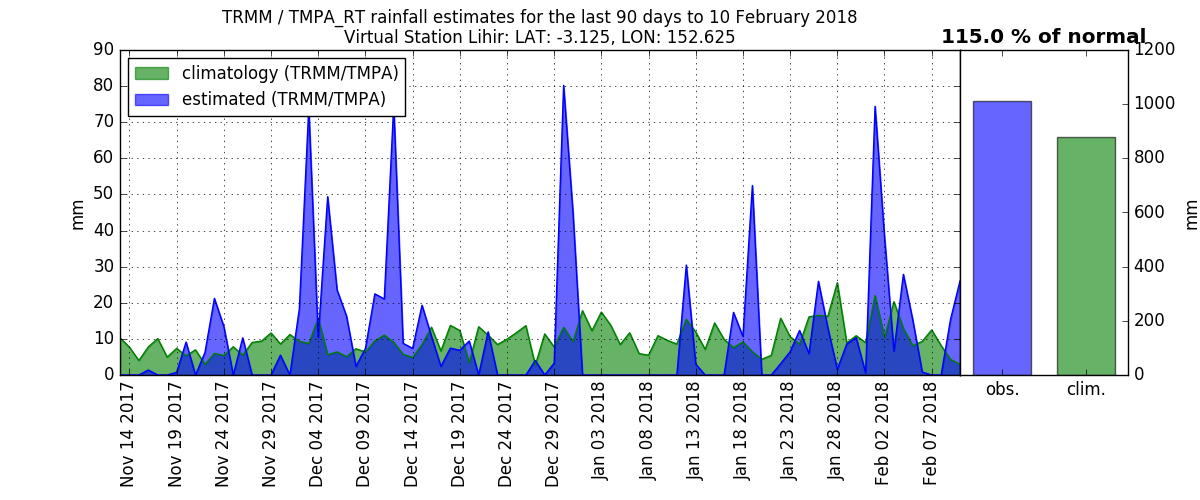 TRMM / TMPA_RT rainfall estimates for the last 90 days to 10 February 2018
Virtual Station Lihir: LAT: -3.125, LON: 152.625
115.0 % of normal
climatology (TRMM/TMPA)
estimated (TRMM/TMPA)
90
80
70
60
50
40
30
20
10
0
mm
Nov 14 2017
Nov 19 2017
Nov 24 2017
Nov 29 2017
Dec 04 2017
Dec 09 2017
Dec 14 2017
Dec 19 2017
Dec 24 2017
Dec 29 2017
Jan 03 2018
Jan 08 2018
Jan 13 2018
Jan 18 2018
Jan 23 2018
Jan 28 2018
Feb 02 2018
Feb 07 2018
1200
1000
800
600
400
200
0
mm
obs.
clim.